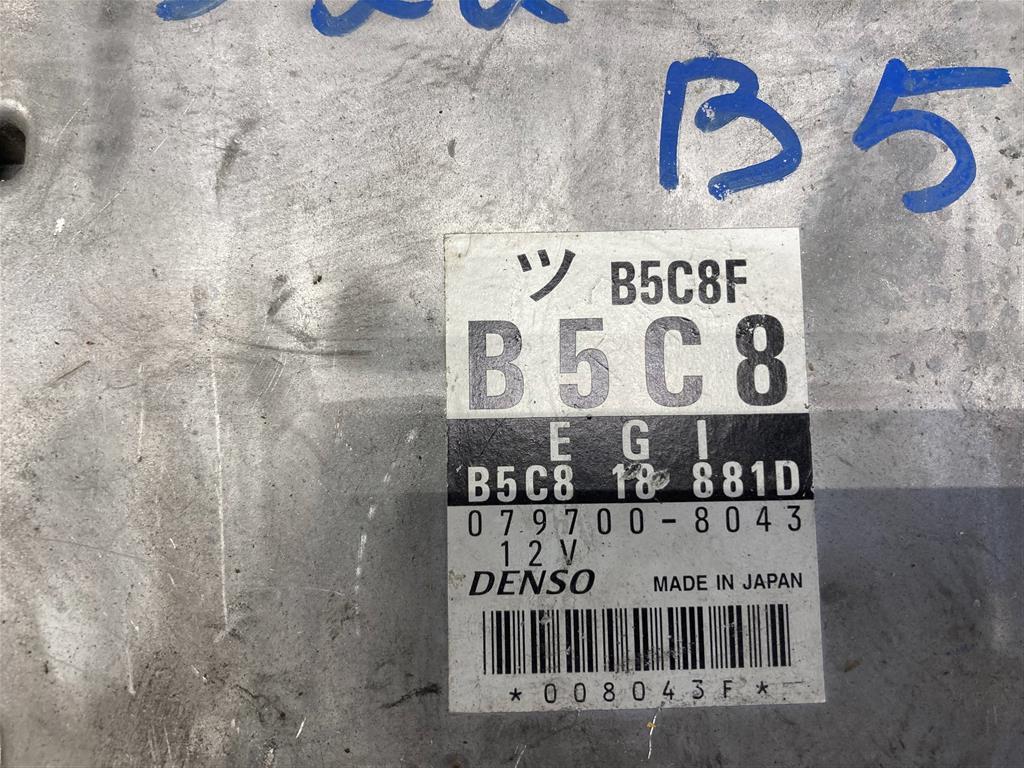 B5
ツ B5C8F
B5C8
EGI
B5C8 18 881D
079700-8043
12V
DENSO MADE IN JAPAN
*008043F*